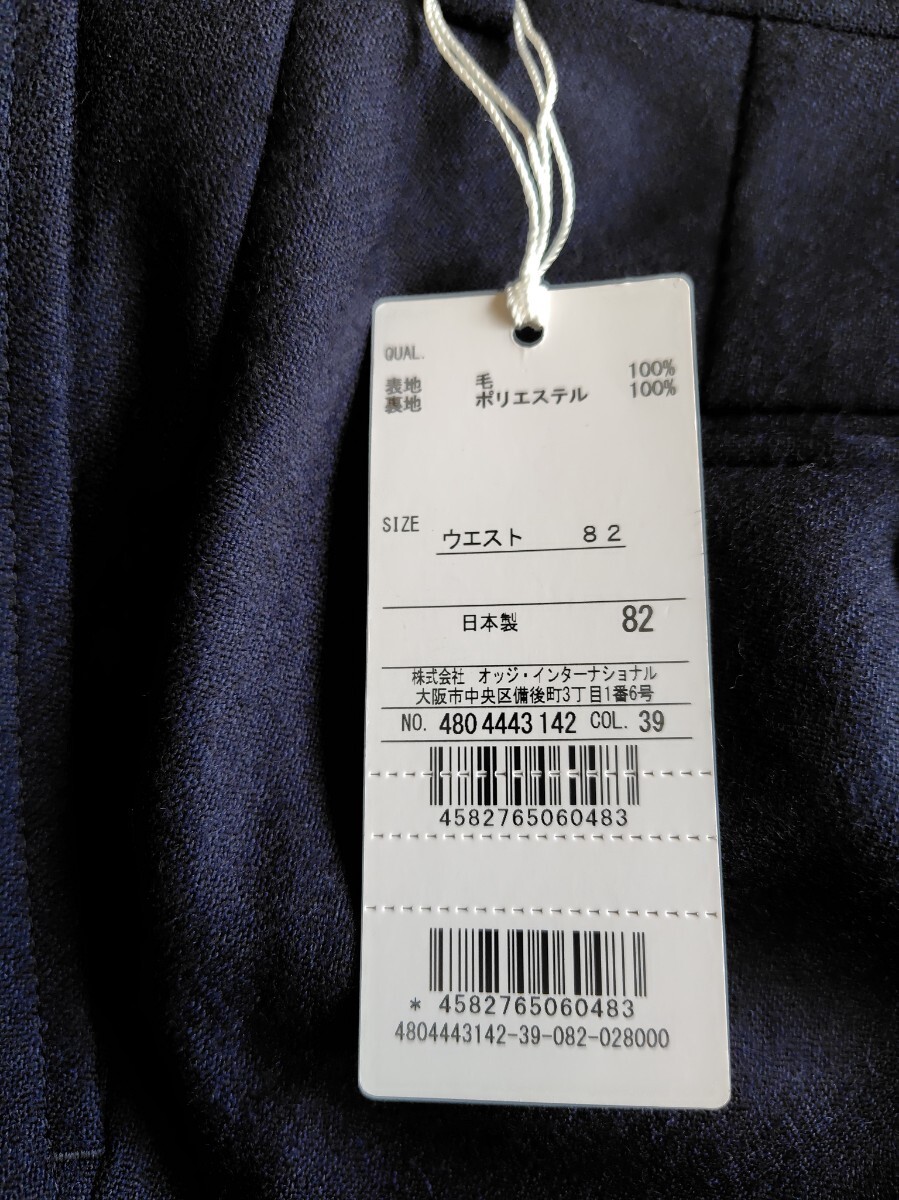 QUAL.
表地 毛 100%
裏地 ポリエステル 100%
SIZE ウエスト 82
日本製 82
株式会社 オッジ・インターナショナル
大阪市中央区備後町3丁目1番6号
NO. 480 4443 142 COL. 39
4582765060483
* 4582765060483
4804443142-39-082-028000